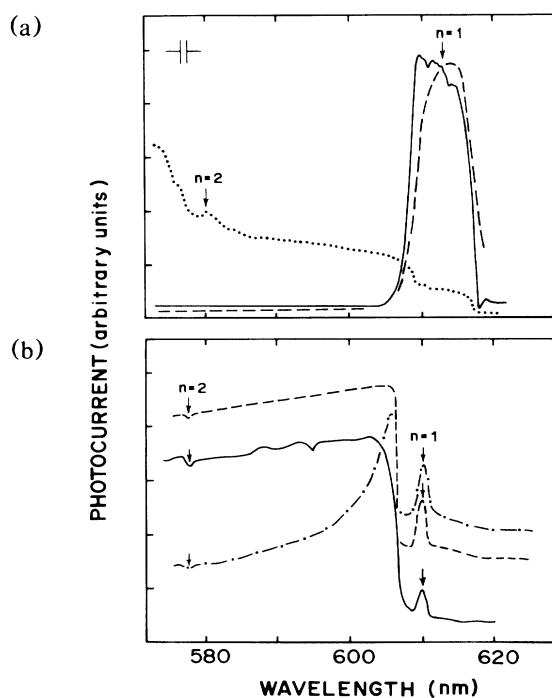 (a)
n=1
n=2
(b)
n=2
n=1
PHOTOCURRENT (arbitrary units)
580
600
620
WAVELENGTH (nm)